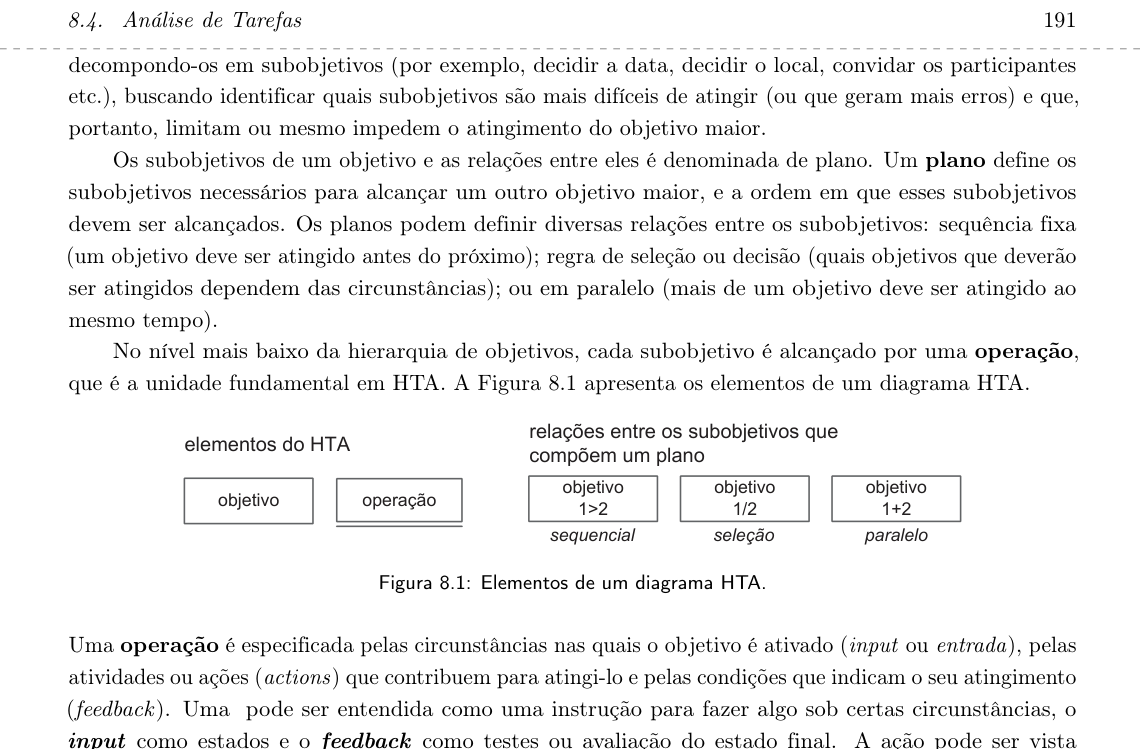 8.4. Análise de Tarefas 191
decompondo-os em subobjetivos (por exemplo, decidir a data, decidir o local, convidar os participantes
etc.), buscando identificar quais subobjetivos são mais difíceis de atingir (ou que geram mais erros) e que,
portanto, limitam ou mesmo impedem o atingimento do objetivo maior.
Os subobjetivos de um objetivo e as relações entre eles é denominada de plano. Um plano define os
subobjetivos necessários para alcançar um outro objetivo maior, e a ordem em que esses subobjetivos
devem ser alcançados. Os planos podem definir diversas relações entre os subobjetivos: sequência fixa
(um objetivo deve ser atingido antes do próximo); regra de seleção ou decisão (quais objetivos que deverão
ser atingidos dependem das circunstâncias); ou em paralelo (mais de um objetivo deve ser atingido ao
mesmo tempo).
No nível mais baixo da hierarquia de objetivos, cada subobjetivo é alcançado por uma operação,
que é a unidade fundamental em HTA. A Figura 8.1 apresenta os elementos de um diagrama HTA.
elementos do HTA
objetivo
operação
relações entre os subobjetivos que
compõem um plano
objetivo
1>2
sequencial
objetivo
1/2
seleção
objetivo
1+2
paralelo
Figura 8.1: Elementos de um diagrama HTA.
Uma operação é especificada pelas circunstâncias nas quais o objetivo é ativado (input ou entrada), pelas
atividades ou ações (actions) que contribuem para atingi-lo e pelas condições que indicam o seu atingimento
(feedback). Uma pode ser entendida como uma instrução para fazer algo sob certas circunstâncias, o
input como estados e o feedback como testes ou avaliação do estado final. A ação pode ser vista